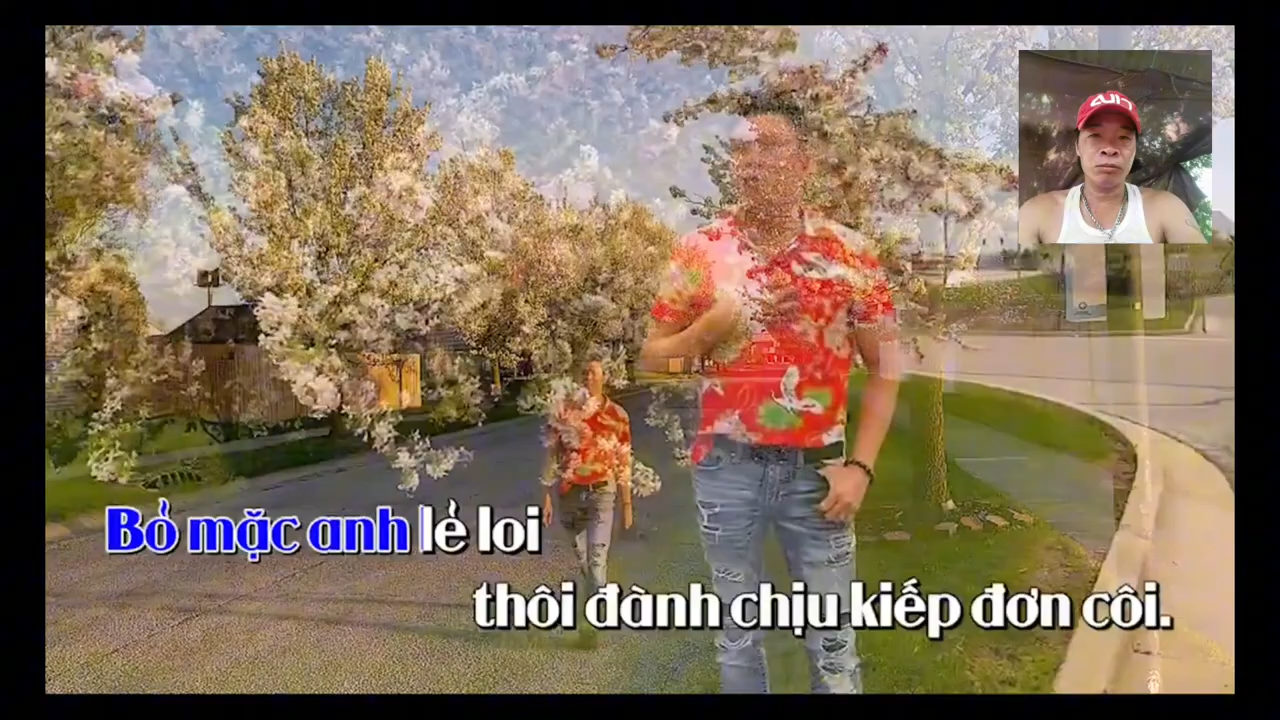 Bỏ mặc anh lẻ loi
thôi đành chịu kiếp đơn côi.